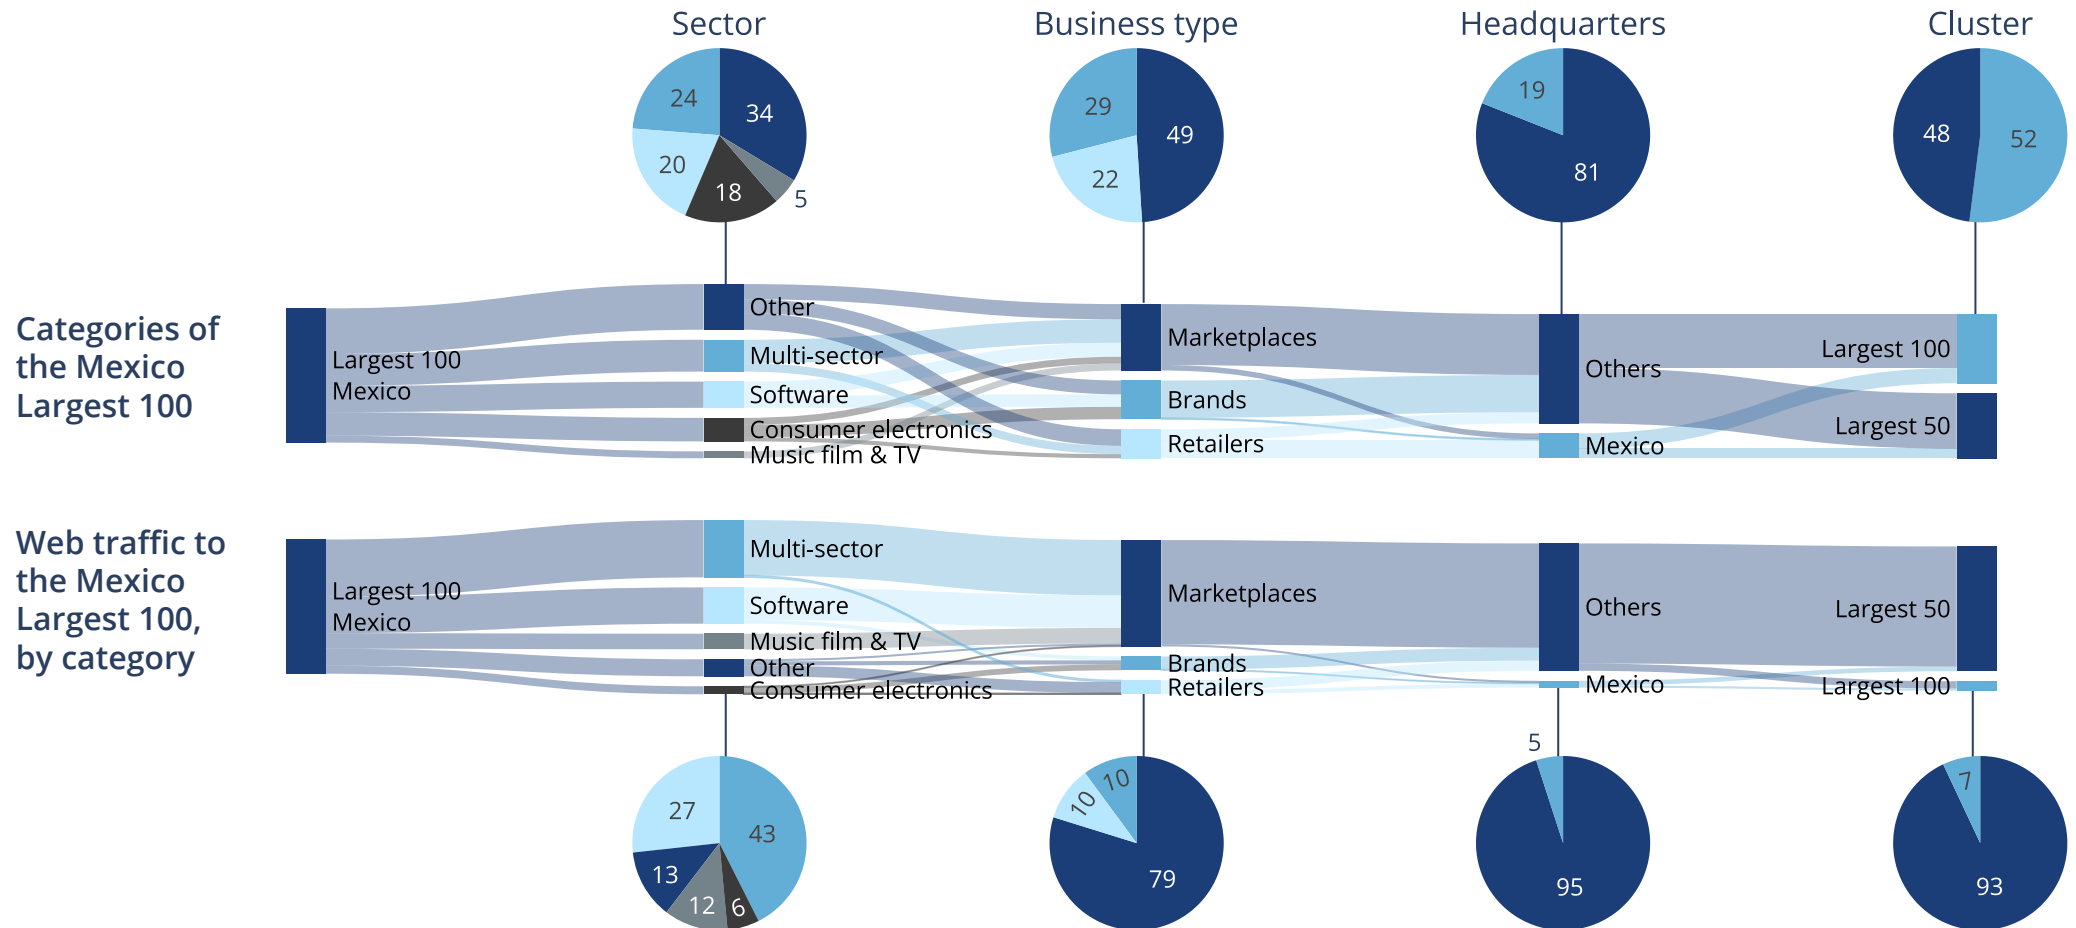 Sector
Business type
Headquarters
Cluster
24
34
20
18
5
29
49
22
19
81
48
52
Categories of
the Mexico
Largest 100
Largest 100
Mexico
Other
Multi-sector
Software
Consumer electronics
Music film & TV
Marketplaces
Brands
Retailers
Others
Mexico
Largest 100
Largest 50
Web traffic to
the Mexico
Largest 100,
by category
Largest 100
Mexico
Multi-sector
Software
Music film & TV
Other
Consumer electronics
Marketplaces
Brands
Retailers
Others
Mexico
Largest 50
Largest 100
27
43
13
12
6
10
10
79
5
95
7
93